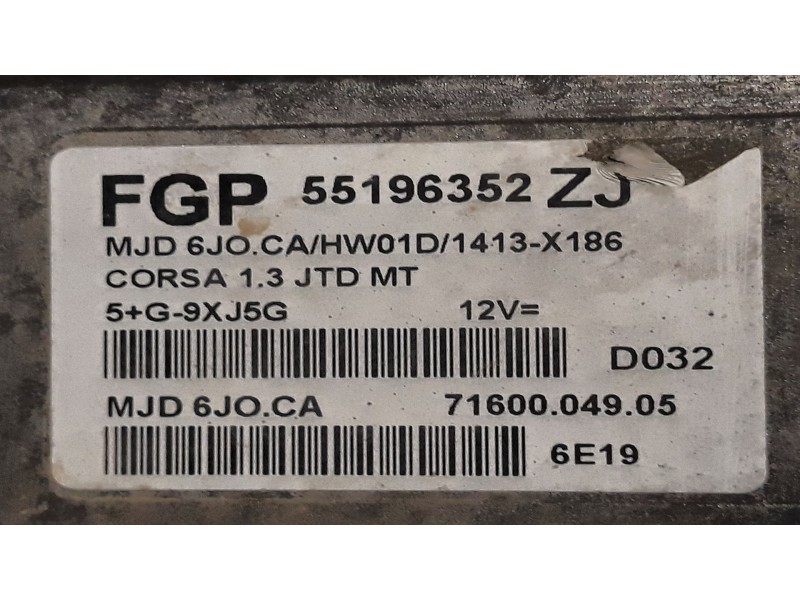 FGP 55196352 ZJ
MJD 6JO.CA/HW01D/1413-X186
CORSA 1.3 JTD MT
5+G-9XJ5G 12V=
D032
MJD 6JO.CA 71600.049.05
6E19